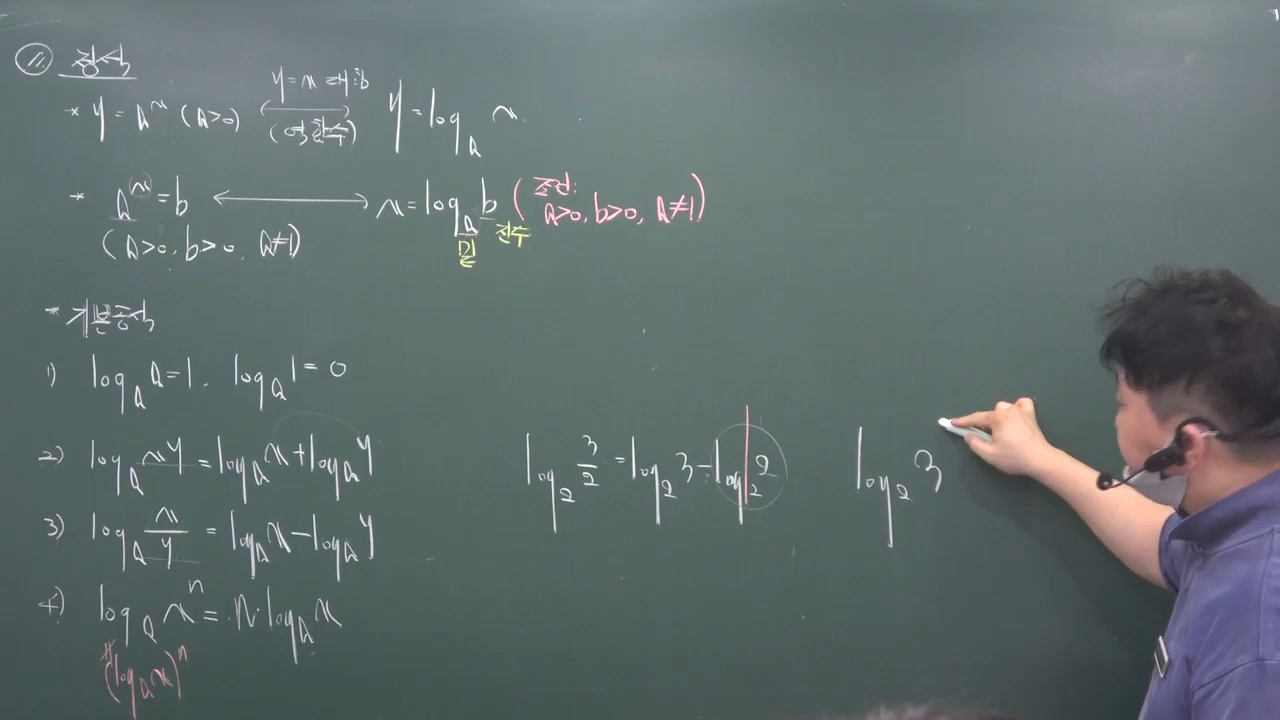 11. 정식
* y = a^x (a>0) ⟷ y = log_a x
y = x 대칭
(역함수)
* a^x = b ⟷ x = log_a b (조건: a>0, b>0, a≠1)
(a>0, b>0, a≠1)
밑 진수
* 기본공식
1) log_a a = 1, log_a 1 = 0
2) log_a xy = log_a x + log_a y
3) log_a x/y = log_a x - log_a y
4) log_a x^n = n·log_a x
∦
(log_a x)^n
log_2 3/2 = log_2 3 - log_2 2
log_2 3